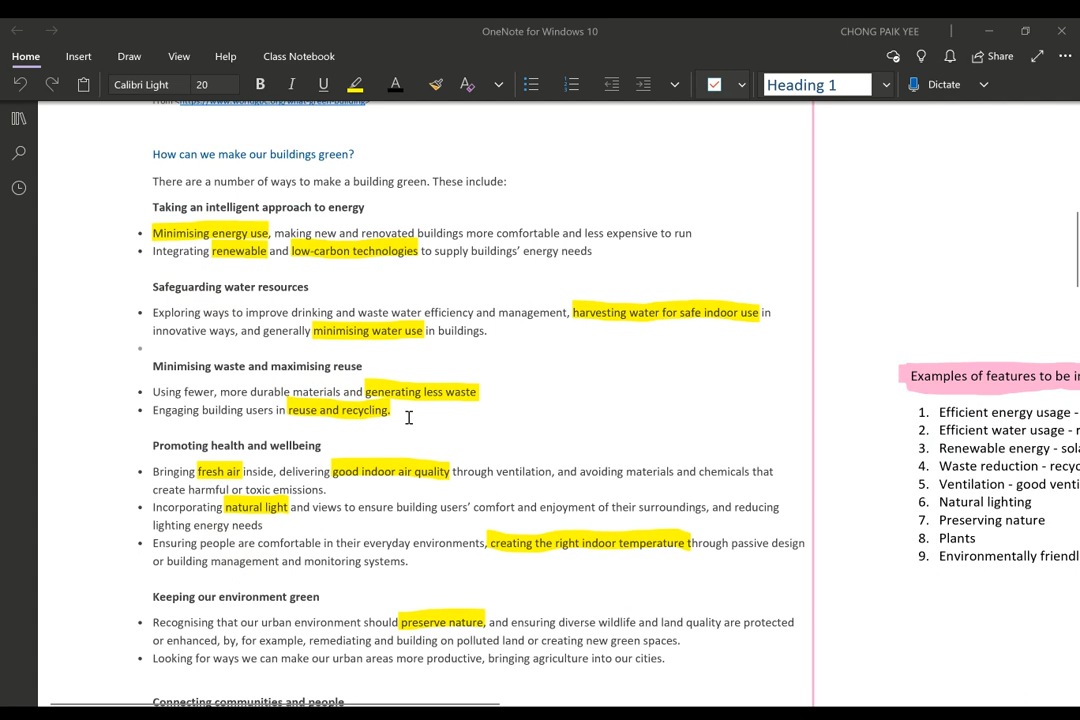 OneNote for Windows 10
CHONG PAIK YEE
Home Insert Draw View Help Class Notebook
Share
Calibri Light 20 B I U A Heading 1 Dictate
From <https://www.worldgbc.org/what-green-building>
How can we make our buildings green?
There are a number of ways to make a building green. These include:
Taking an intelligent approach to energy
• Minimising energy use, making new and renovated buildings more comfortable and less expensive to run
• Integrating renewable and low-carbon technologies to supply buildings’ energy needs
Safeguarding water resources
• Exploring ways to improve drinking and waste water efficiency and management, harvesting water for safe indoor use in
innovative ways, and generally minimising water use in buildings.
•
Minimising waste and maximising reuse
• Using fewer, more durable materials and generating less waste
• Engaging building users in reuse and recycling.
Promoting health and wellbeing
• Bringing fresh air inside, delivering good indoor air quality through ventilation, and avoiding materials and chemicals that
create harmful or toxic emissions.
• Incorporating natural light and views to ensure building users’ comfort and enjoyment of their surroundings, and reducing
lighting energy needs
• Ensuring people are comfortable in their everyday environments, creating the right indoor temperature through passive design
or building management and monitoring systems.
Keeping our environment green
• Recognising that our urban environment should preserve nature, and ensuring diverse wildlife and land quality are protected
or enhanced, by, for example, remediating and building on polluted land or creating new green spaces.
• Looking for ways we can make our urban areas more productive, bringing agriculture into our cities.
Connecting communities and people
Examples of features to be i
1. Efficient energy usage -
2. Efficient water usage - r
3. Renewable energy - sola
4. Waste reduction - recyc
5. Ventilation - good venti
6. Natural lighting
7. Preserving nature
8. Plants
9. Environmentally friendl